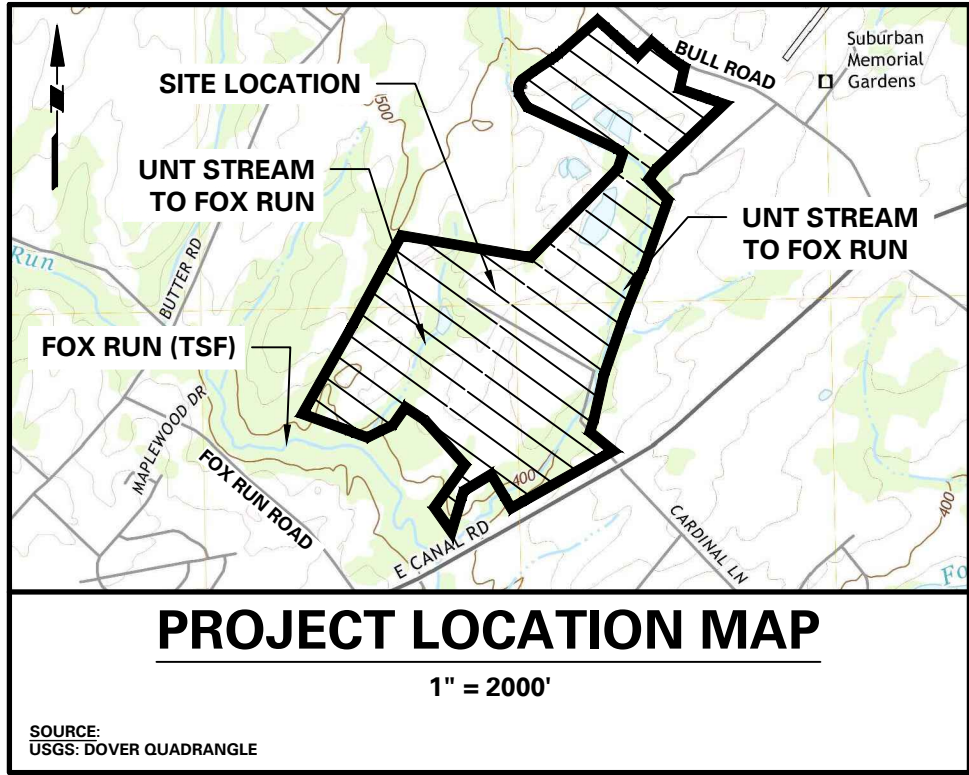 BULL ROAD
Suburban
Memorial
Gardens
SITE LOCATION
500
UNT STREAM
TO FOX RUN
UNT STREAM
TO FOX RUN
Run
BUTTER RD
FOX RUN (TSF)
MAPLEWOOD DR
FOX RUN ROAD
400
E CANAL RD
CARDINAL LN
400
Fo
PROJECT LOCATION MAP
1" = 2000'
SOURCE:
USGS: DOVER QUADRANGLE